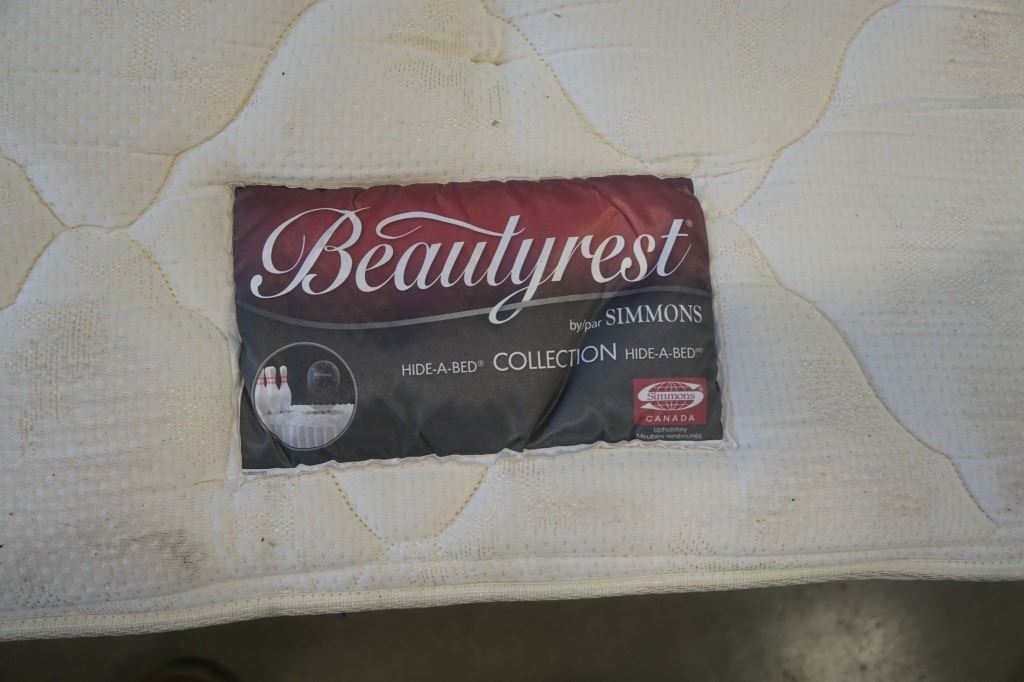 Beautyrest®
by/par SIMMONS
HIDE-A-BED® COLLECTION HIDE-A-BED
Simmons
CANADA
Upholstery
Meubles rembourrés